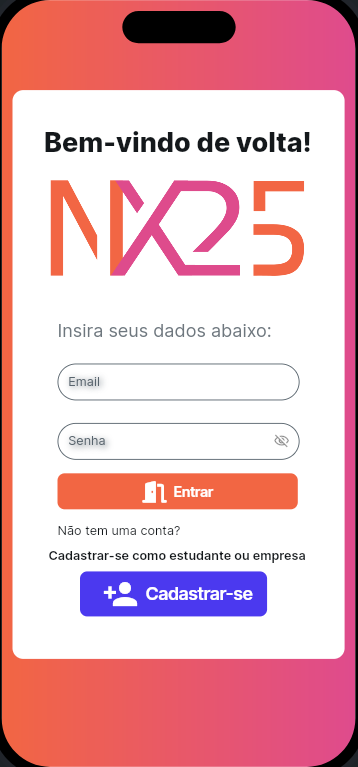 Bem-vindo de volta!
NX25
Insira seus dados abaixo:
Email
Senha
Entrar
Não tem uma conta?
Cadastrar-se como estudante ou empresa
Cadastrar-se